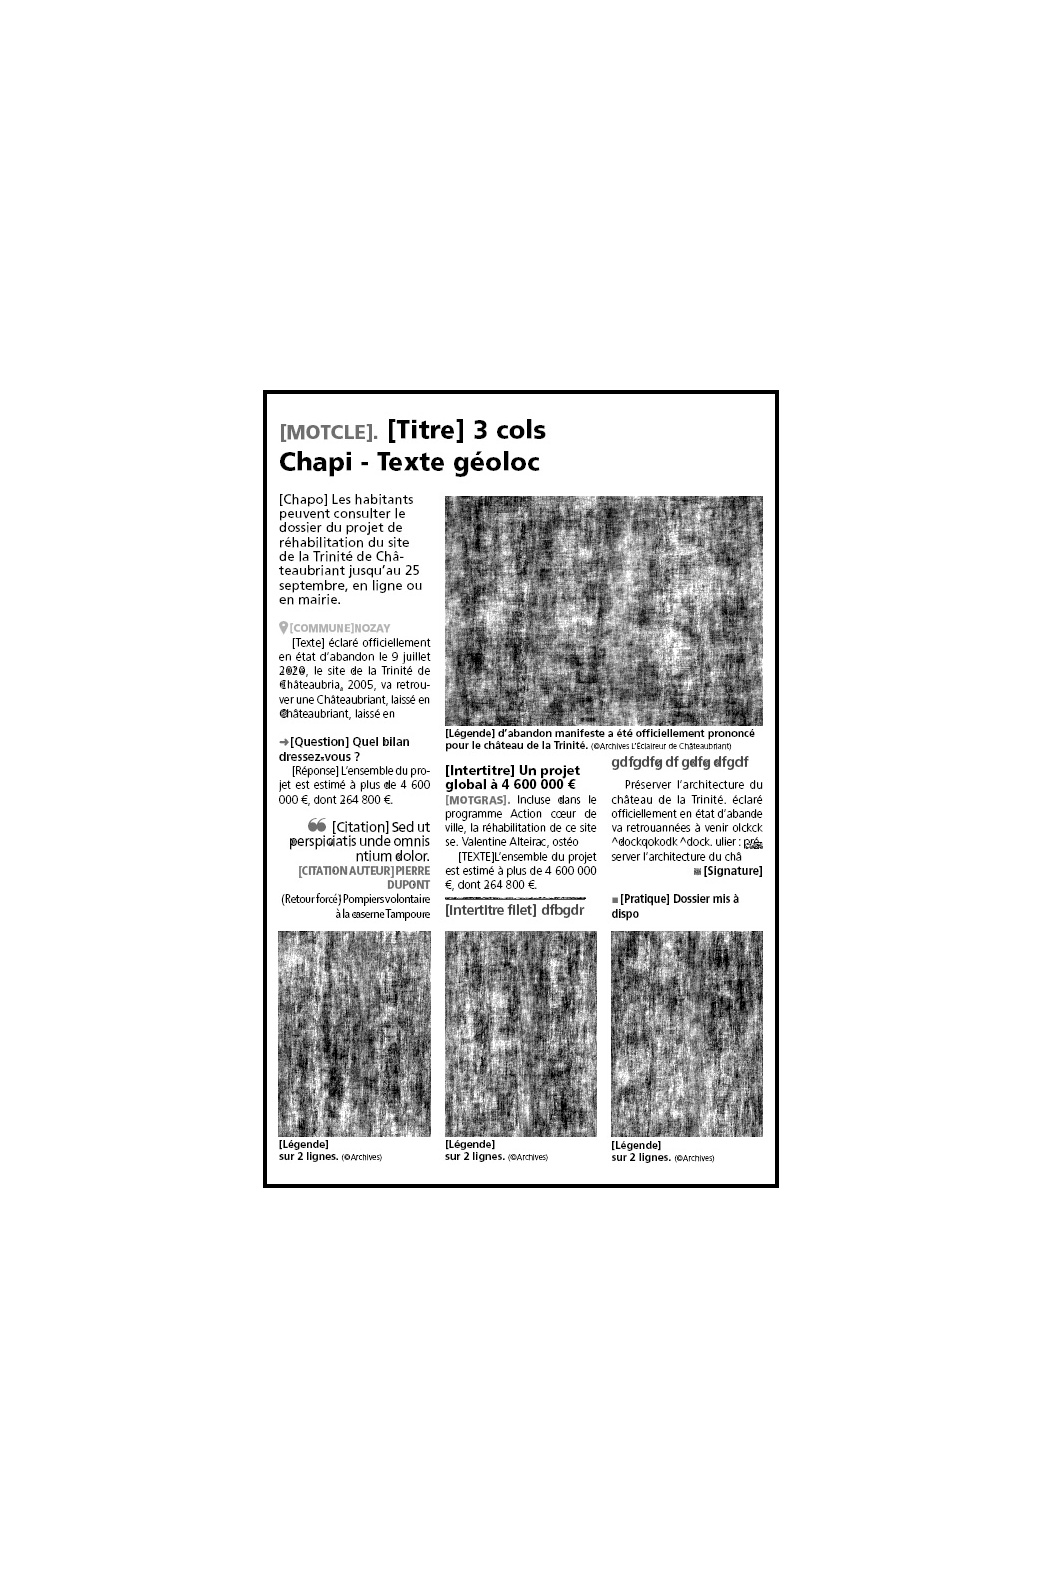 [MOTCLE]. [Titre] 3 cols
Chapi - Texte géoloc
[Chapo] Les habitants
peuvent consulter le
dossier du projet de
réhabilitation du site
de la Trinité de Châ-
teaubriant jusqu'au 25
septembre, en ligne ou
en mairie.
[COMMUNE]NOZAY
[Texte] éclaré officiellement
en état d'abandon le 9 juillet
2020, le site de la Trinité de
Châteaubria, 2005, va retrou-
ver une Châteaubriant, laissé en
Châteaubriant, laissé en
➜[Question] Quel bilan
dressez-vous ?
[Réponse] L'ensemble du pro-
jet est estimé à plus de 4 600
000 €, dont 264 800 €.
❝ [Citation] Sed ut
perspiciatis unde omnis
ntium dolor.
[CITATION AUTEUR] PIERRE
DUPONT
(Retour forcé) Pompiers volontaire
à la caserne Tampoure
[Légende] d'abandon manifeste a été officiellement prononcé
pour le château de la Trinité. (©Archives L'Éclaireur de Châteaubriant)
[Intertitre] Un projet
global à 4 600 000 €
[MOTGRAS]. Incluse dans le
programme Action cœur de
ville, la réhabilitation de ce site
se. Valentine Alteirac, ostéo
[TEXTE]L'ensemble du projet
est estimé à plus de 4 600 000
€, dont 264 800 €.
[Intertitre filet] dfbgdr
gdfgdfg df gdfg dfgdf
Préserver l'architecture du
château de la Trinité. éclaré
officiellement en état d'abande
va retrouannées à venir olckck
^dockqokodk ^dock. ulier : pré-
server l'architecture du châ
■ [Signature]
■ [Pratique] Dossier mis à
dispo
[Légende]
sur 2 lignes. (©Archives)
[Légende]
sur 2 lignes. (©Archives)
[Légende]
sur 2 lignes. (©Archives)